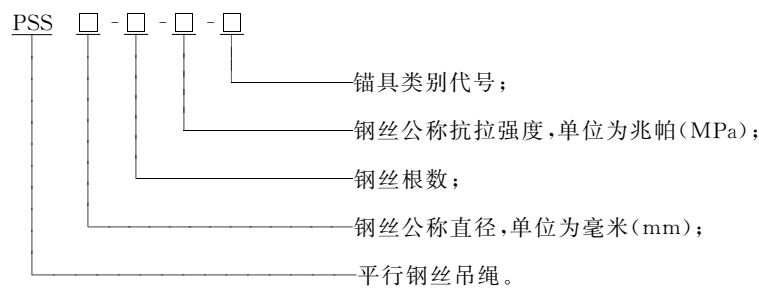 PSS □-□-□-□
锚具类别代号;
钢丝公称抗拉强度,单位为兆帕(MPa);
钢丝根数;
钢丝公称直径,单位为毫米(mm);
平行钢丝吊绳。